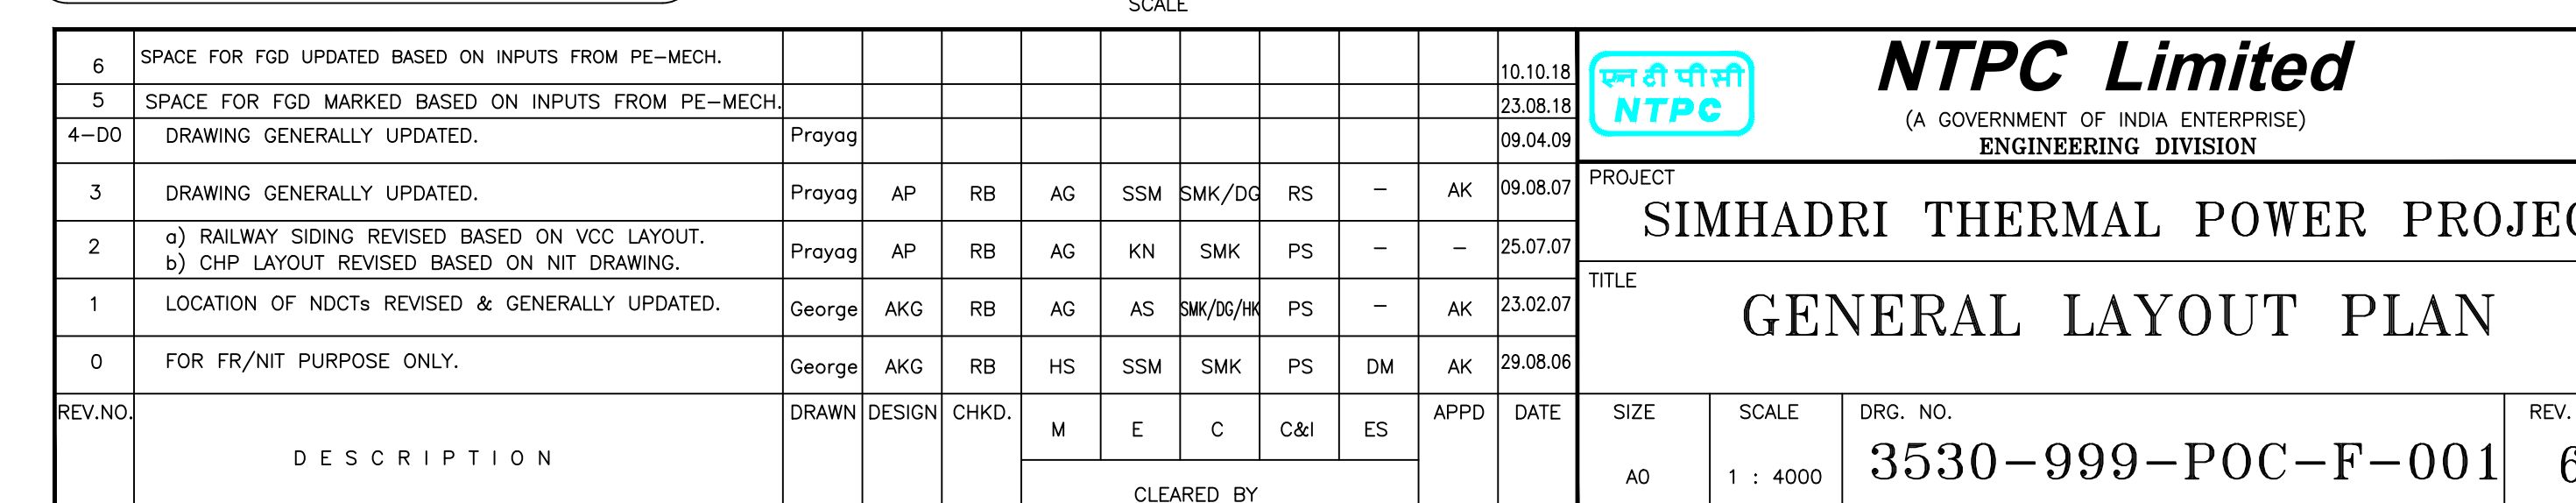 SCALE
6 SPACE FOR FGD UPDATED BASED ON INPUTS FROM PE-MECH. 10.10.18
5 SPACE FOR FGD MARKED BASED ON INPUTS FROM PE-MECH. 23.08.18
4-D0 DRAWING GENERALLY UPDATED. Prayag 09.04.09
3 DRAWING GENERALLY UPDATED. Prayag AP RB AG SSM SMK/DG RS - AK 09.08.07
2 a) RAILWAY SIDING REVISED BASED ON VCC LAYOUT.
b) CHP LAYOUT REVISED BASED ON NIT DRAWING. Prayag AP RB AG KN SMK PS - - 25.07.07
1 LOCATION OF NDCTs REVISED & GENERALLY UPDATED. George AKG RB AG AS SMK/DG/HK PS - AK 23.02.07
0 FOR FR/NIT PURPOSE ONLY. George AKG RB HS SSM SMK PS DM AK 29.08.06
REV.NO. DESCRIPTION DRAWN DESIGN CHKD. M E C C&I ES APPD DATE
CLEARED BY
एन टी पी सी
NTPC
NTPC Limited
(A GOVERNMENT OF INDIA ENTERPRISE)
ENGINEERING DIVISION
PROJECT
SIMHADRI THERMAL POWER PROJEC
TITLE
GENERAL LAYOUT PLAN
SIZE SCALE DRG. NO. REV.
A0 1 : 4000 3530-999-POC-F-001 6